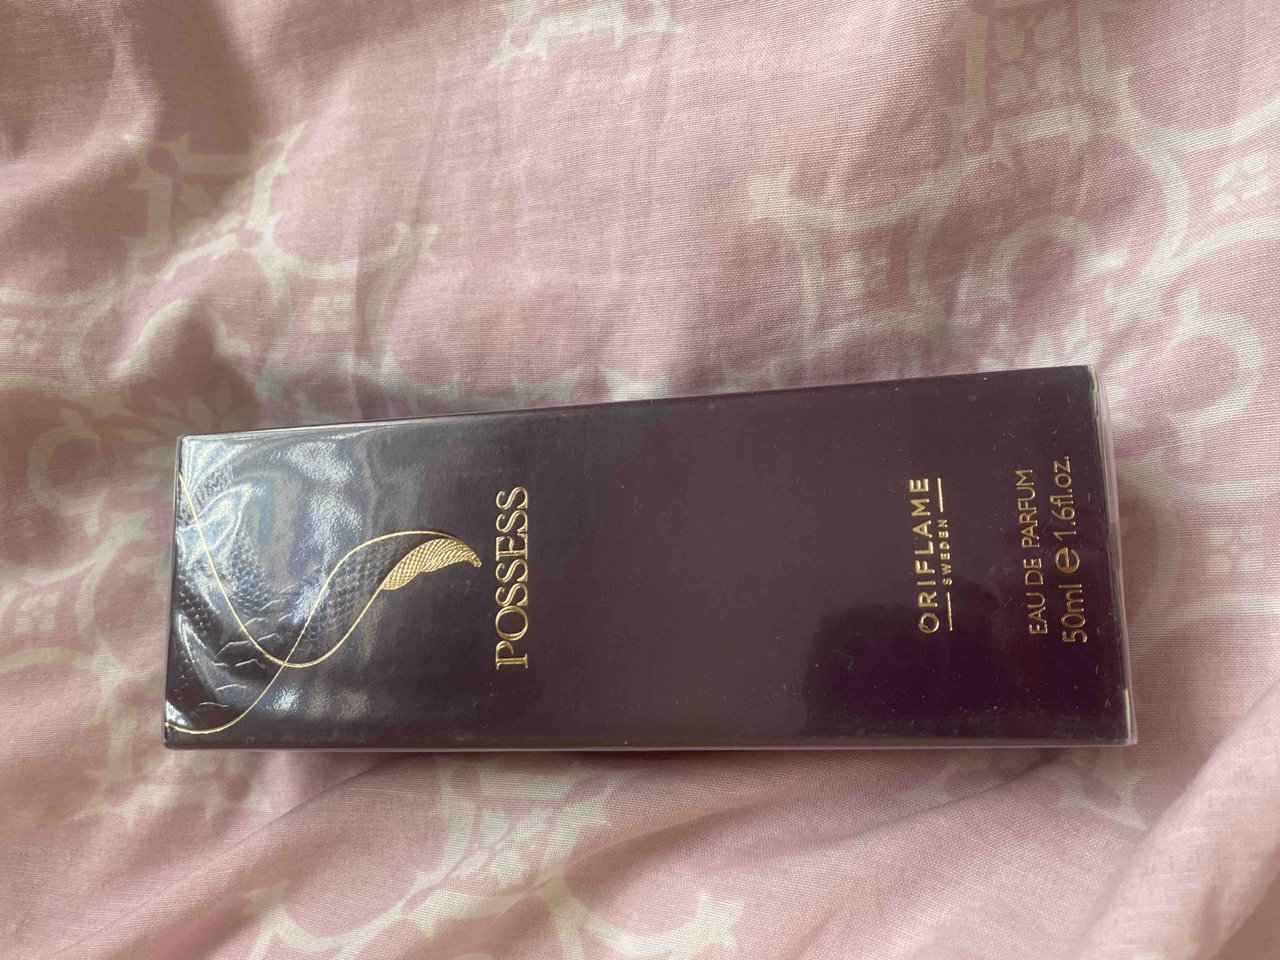 POSSESS
ORIFLAME
SWEDEN
EAU DE PARFUM
50ml e 1.6fl.oz.